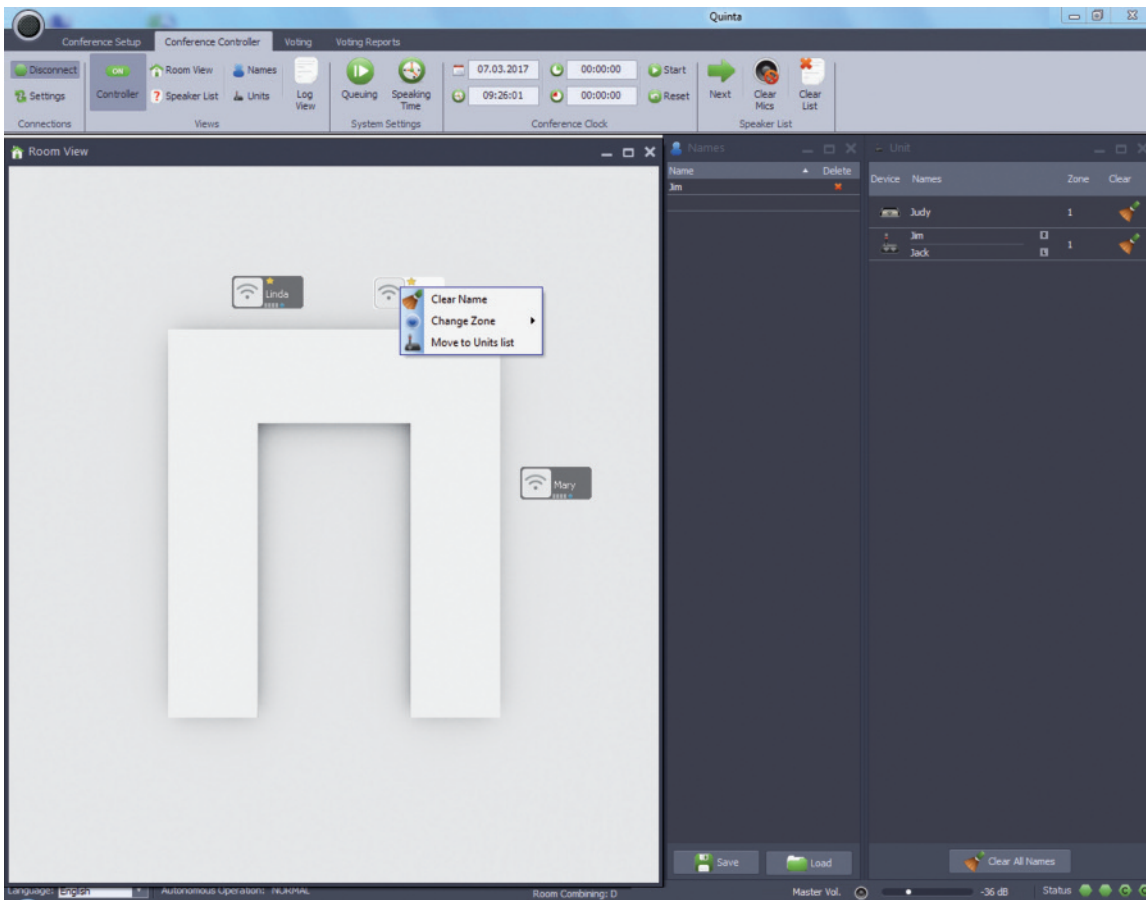 Quinta
Conference Setup Conference Controller Voting Voting Reports
Disconnect ON Room View Names 07.03.2017 00:00:00 Start
Settings Controller Speaker List Units Log View Queuing Speaking Time 09:26:01 00:00:00 Reset Next Clear Mics Clear List
Connections Views System Settings Conference Clock Speaker List
Room View Names Unit
Name Delete
Device Names Zone Clear
Jim
Judy 1
Jim
1
Jack
Linda
Clear Name
Change Zone
Move to Units list
Mary
Save Load Clear All Names
Language: English Autonomous Operation: NORMAL Room Combining: D Master Vol. -36 dB Status